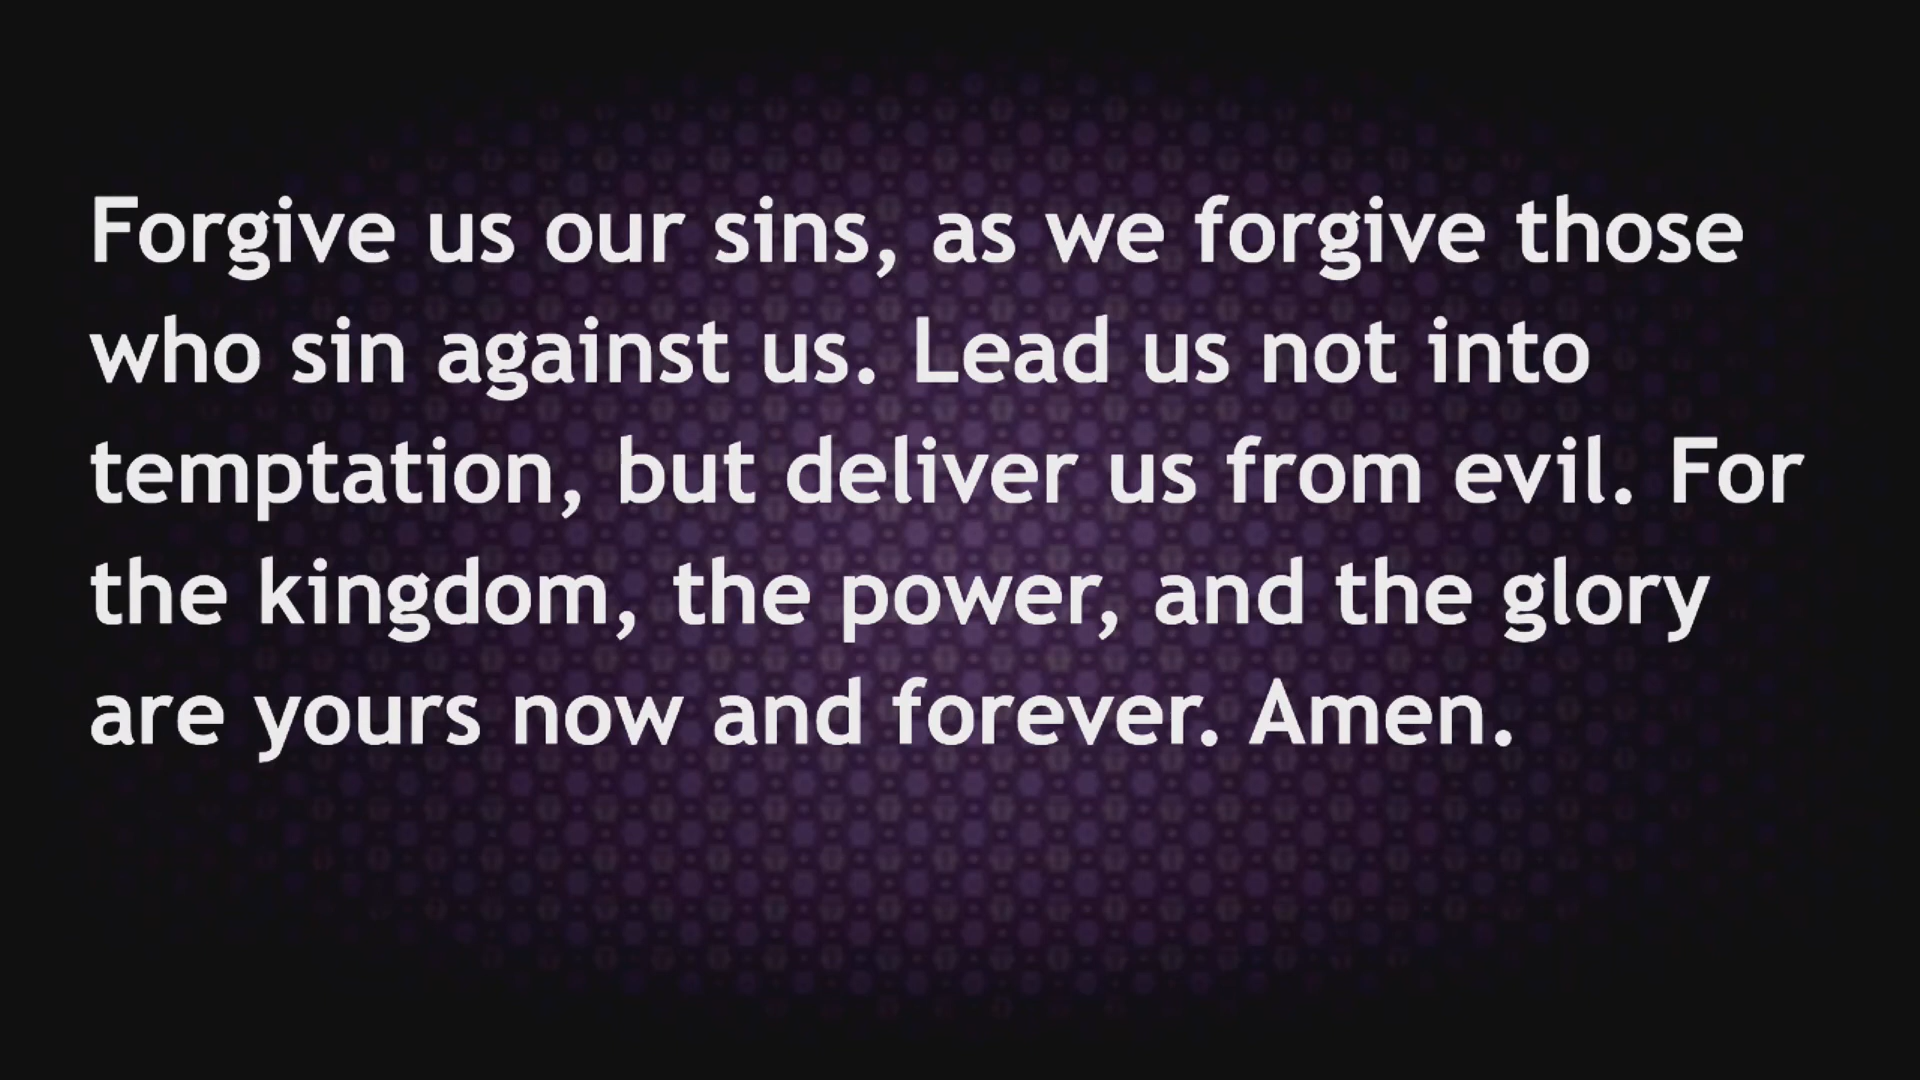 Forgive us our sins, as we forgive those
who sin against us. Lead us not into
temptation, but deliver us from evil. For
the kingdom, the power, and the glory
are yours now and forever. Amen.